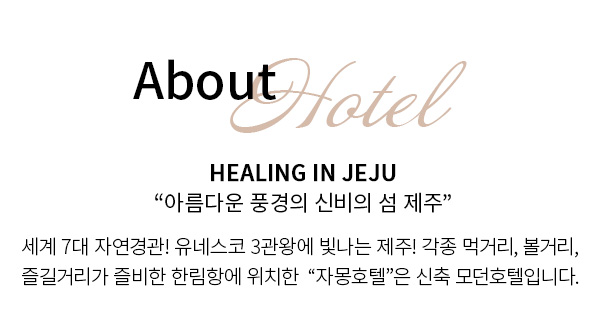 About Hotel
HEALING IN JEJU
“아름다운 풍경의 신비의 섬 제주”
세계 7대 자연경관! 유네스코 3관왕에 빛나는 제주! 각종 먹거리, 볼거리,
즐길거리가 즐비한 한림항에 위치한 “자몽호텔”은 신축 모던호텔입니다.